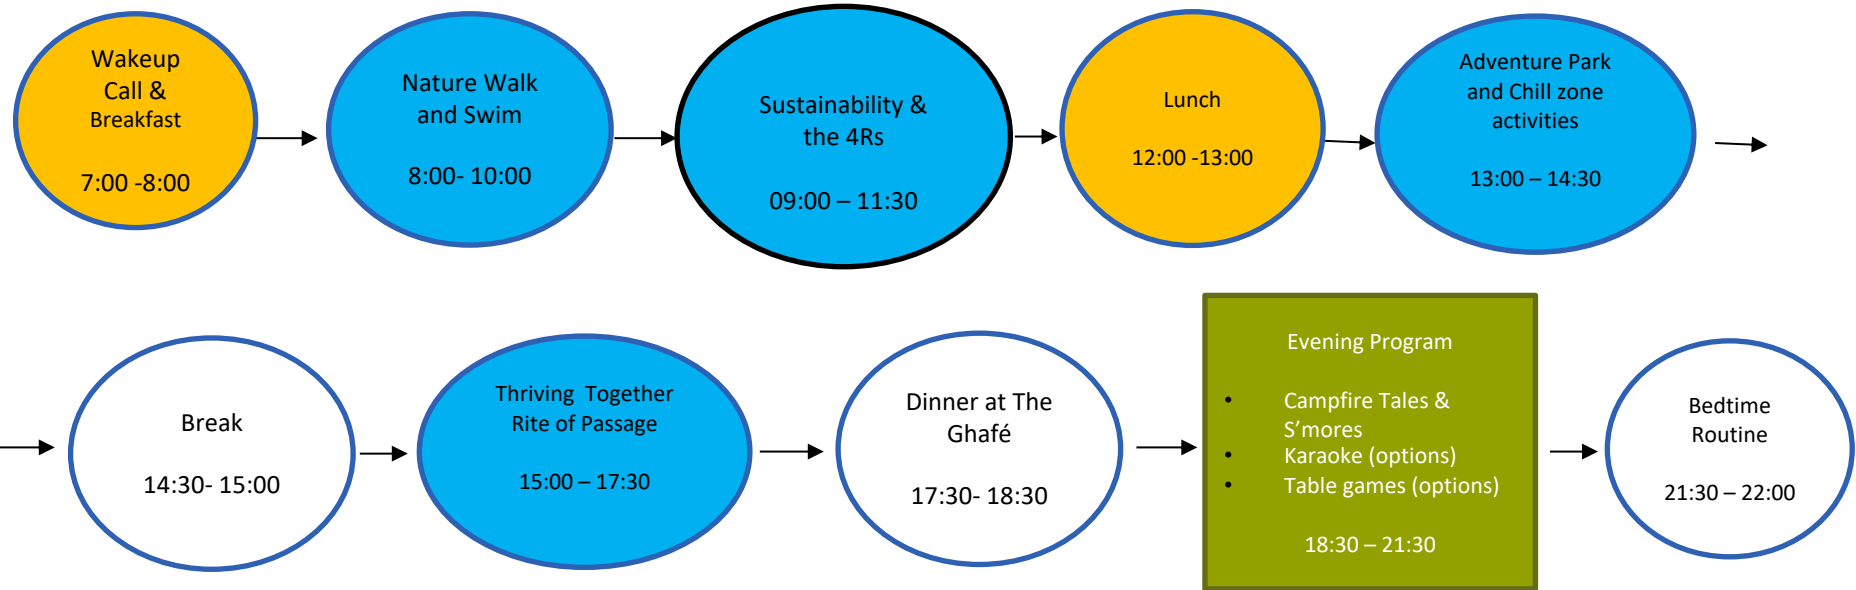 Wakeup
Call &
Breakfast
7:00 -8:00
Nature Walk
and Swim
8:00- 10:00
Sustainability &
the 4Rs
09:00 – 11:30
Lunch
12:00 -13:00
Adventure Park
and Chill zone
activities
13:00 – 14:30
Break
14:30- 15:00
Thriving  Together
Rite of Passage
15:00 – 17:30
Dinner at The
Ghafé
17:30- 18:30
Evening Program
• Campfire Tales &
S’mores
• Karaoke (options)
• Table games (options)
18:30 – 21:30
Bedtime
Routine
21:30 – 22:00